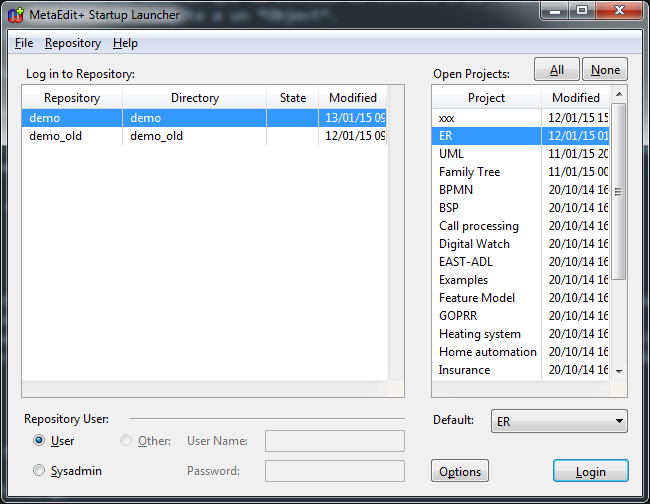 MetaEdit+ Startup Launcher
File Repository Help
Log in to Repository:
Open Projects: All None
Repository Directory State Modified
Project Modified
demo demo 13/01/15 09
demo_old demo_old 12/01/15 09
xxx 12/01/15 15
ER 12/01/15 01
UML 11/01/15 20
Family Tree 11/01/15 00
BPMN 20/10/14 16
BSP 20/10/14 16
Call processing 20/10/14 16
Digital Watch 20/10/14 16
EAST-ADL 20/10/14 16
Examples 20/10/14 16
Feature Model 20/10/14 16
GOPRR 20/10/14 16
Heating system 20/10/14 16
Home automation 20/10/14 16
Insurance 20/10/14 16
Repository User:
Default: ER
User Other: User Name:
Sysadmin Password:
Options Login